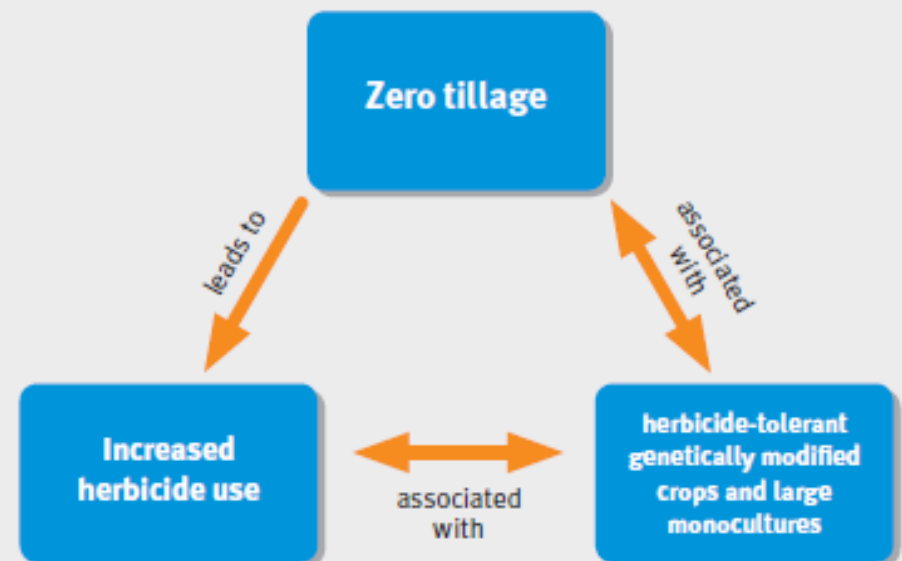 Zero tillage
leads to
associated
with
Increased
herbicide use
associated
with
herbicide-tolerant
genetically modified
crops and large
monocultures